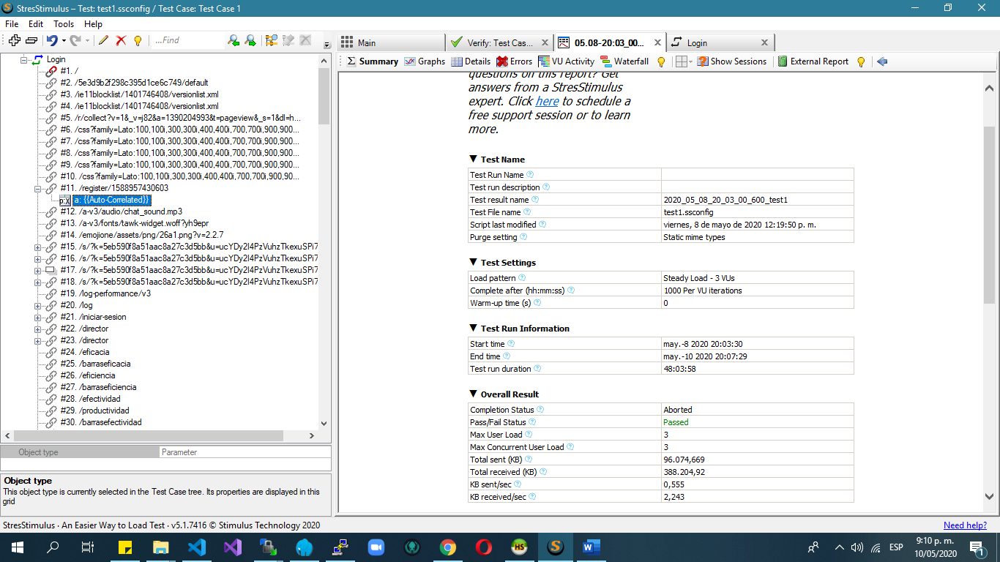 StresStimulus – Test: test1.ssconfig / Test Case: Test Case 1
File Edit Tools Help
...Find
Main
Verify: Test Cas...
05.08-20:03_00...
Login
Summary Graphs Details Errors VU Activity Waterfall Show Sessions External Report
Login
#1. /
#2. /5e3d9b2f298c395d1ce6c749/default
#3. /ie11blocklist/1401746408/versionlist.xml
#4. /ie11blocklist/1401746408/versionlist.xml
#5. /r/collect?v=1&_v=j82&a=1390204993&t=pageview&_s=1&dl=h...
#6. /css?family=Lato:100,100i,300,300i,400,400i,700,700i,900,900...
#7. /css?family=Lato:100,100i,300,300i,400,400i,700,700i,900,900...
#8. /css?family=Lato:100,100i,300,300i,400,400i,700,700i,900,900...
#9. /css?family=Lato:100,100i,300,300i,400,400i,700,700i,900,900...
#10. /css?family=Lato:100,100i,300,300i,400,400i,700,700i,900,90...
#11. /register/1588957430603
a: {{Auto-Correlated}}
#12. /a-v3/audio/chat_sound.mp3
#13. /a-v3/fonts/tawk-widget.woff?yh9epr
#14. /emojione/assets/png/26a1.png?v=2.2.7
#15. /s/?k=5eb590f8a51aac8a27c3d5bb&u=ucYDy2I4PzVuhzTkexuSPi7
#16. /s/?k=5eb590f8a51aac8a27c3d5bb&u=ucYDy2I4PzVuhzTkexuSPi7
#17. /s/?k=5eb590f8a51aac8a27c3d5bb&u=ucYDy2I4PzVuhzTkexuSPi7
#18. /s/?k=5eb590f8a51aac8a27c3d5bb&u=ucYDy2I4PzVuhzTkexuSPi7
#19. /log-performance/v3
#20. /log
#21. /iniciar-sesion
#22. /director
#23. /director
#24. /eficacia
#25. /barraseficacia
#26. /eficiencia
#27. /barraseficiencia
#28. /efectividad
#29. /productividad
#30. /barrasefectividad
Object type Parameter
Object type
This object type is currently selected in the Test Case tree. Its properties are displayed in this
grid
questions on this report? Get
answers from a StresStimulus
expert. Click here to schedule a
free support session or to learn
more.
Test Name
Test Run Name
Test run description
Test result name 2020_05_08_20_03_00_600_test1
Test File name test1.ssconfig
Script last modified viernes, 8 de mayo de 2020 12:19:50 p. m.
Purge setting Static mime types
Test Settings
Load pattern Steady Load - 3 VUs
Complete after (hh:mm:ss) 1000 Per VU iterations
Warm-up time (s) 0
Test Run Information
Start time may.-8 2020 20:03:30
End time may.-10 2020 20:07:29
Test run duration 48:03:58
Overall Result
Completion Status Aborted
Pass/Fail Status Passed
Max User Load 3
Max Concurrent User Load 3
Total sent (KB) 96.074,669
Total received (KB) 388.204,92
KB sent/sec 0,555
KB received/sec 2,243
StresStimulus · An Easier Way to Load Test · v5.1.7416 © Stimulus Technology 2020
Need help?
HS
ESP
9:10 p. m.
10/05/2020
1